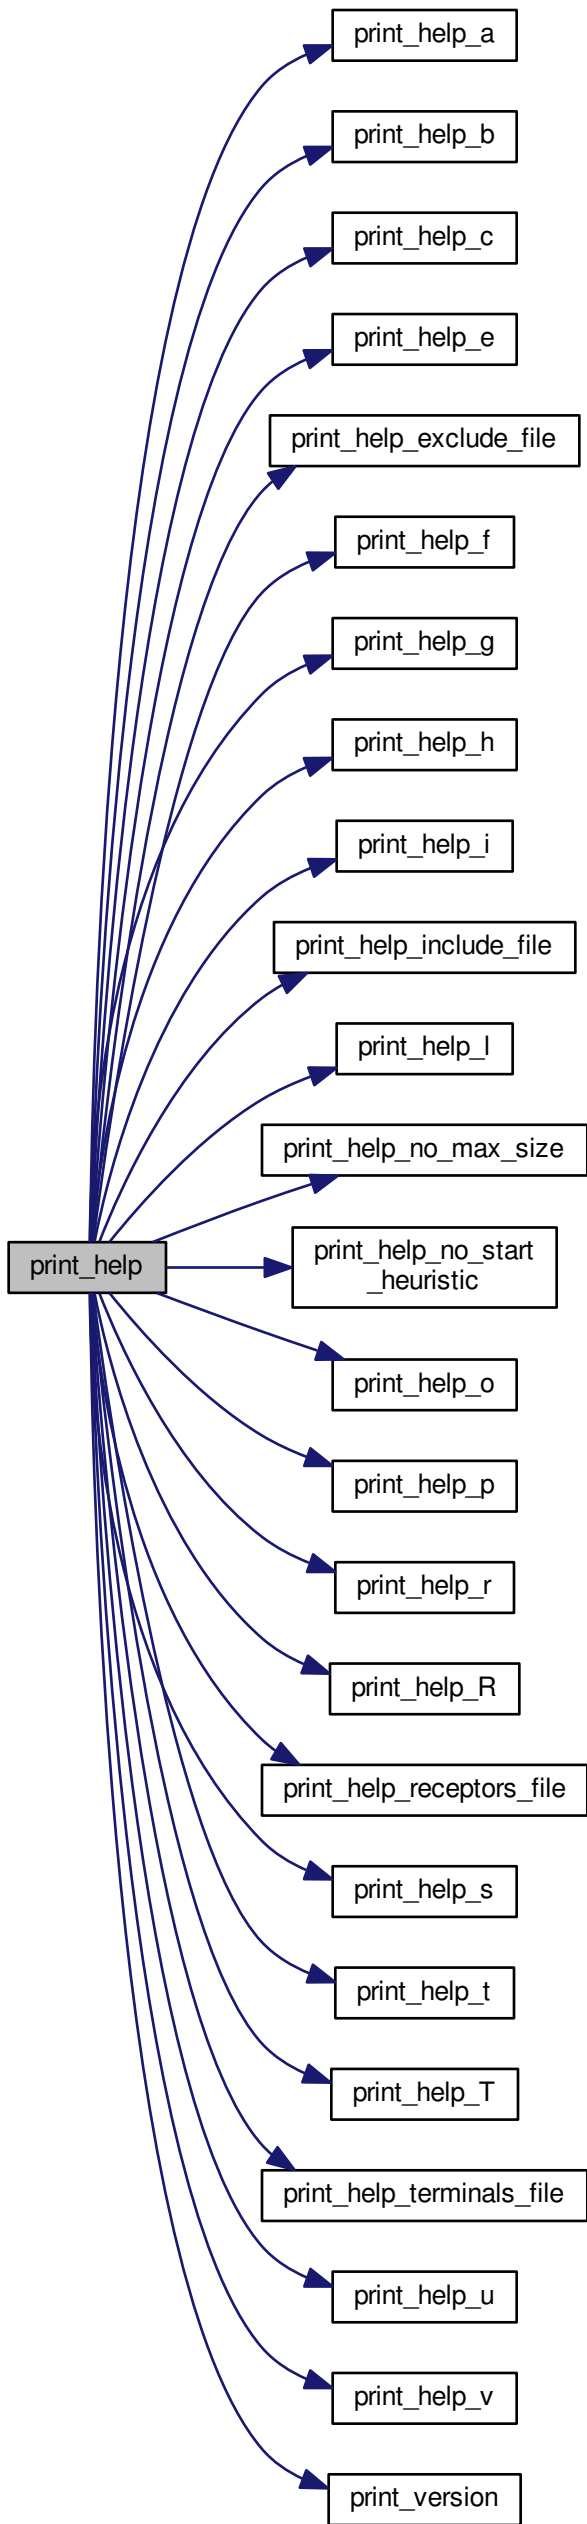 print_help_a
print_help_b
print_help_c
print_help_e
print_help_exclude_file
print_help_f
print_help_g
print_help_h
print_help_i
print_help_include_file
print_help_l
print_help_no_max_size
print_help
print_help_no_start
_heuristic
print_help_o
print_help_p
print_help_r
print_help_R
print_help_receptors_file
print_help_s
print_help_t
print_help_T
print_help_terminals_file
print_help_u
print_help_v
print_version